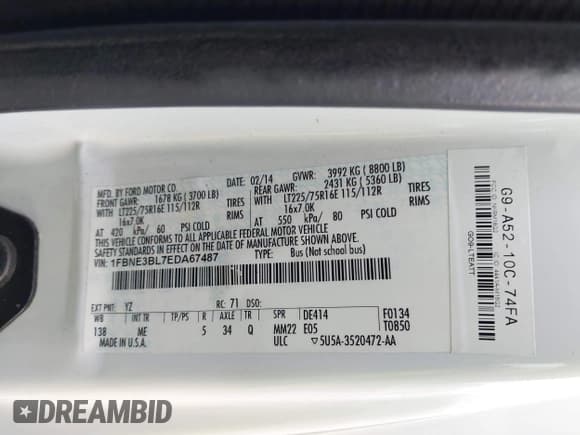 MFD. BY FORD MOTOR CO.
DATE: 02/14 GVWR: 3992 KG ( 8800 LB)
FRONT GAWR: 1678 KG ( 3700 LB) REAR GAWR: 2431 KG ( 5360 LB)
WITH LT225/75R16E 115/112R TIRES WITH LT225/75R16E 115/112R TIRES
16x7.0K RIMS 16x7.0K RIMS
AT 420 kPa/ 60 PSI COLD AT 550 kPa/ 80 PSI COLD
THIS VEHICLE CONFORMS TO ALL APPLICABLE FEDERAL MOTOR VEHICLE
SAFETY STANDARDS IN EFFECT ON THE DATE OF MANUFACTURE SHOWN ABOVE.
VIN: 1FBNE3BL7EDA67487 TYPE: Bus (Not school bus)
EXT PNT: YZ RC: 71 DSO:
WB BRK INT TR TP/PS R AXLE TR SPR DE414 F0134
138 ME 5 34 Q MM22 E05 T0850
MADE IN U.S.A. ULC 5U5A-3520472-AA
G9-A52-10C-74FA
GO9-LTEATT
DREAMBID